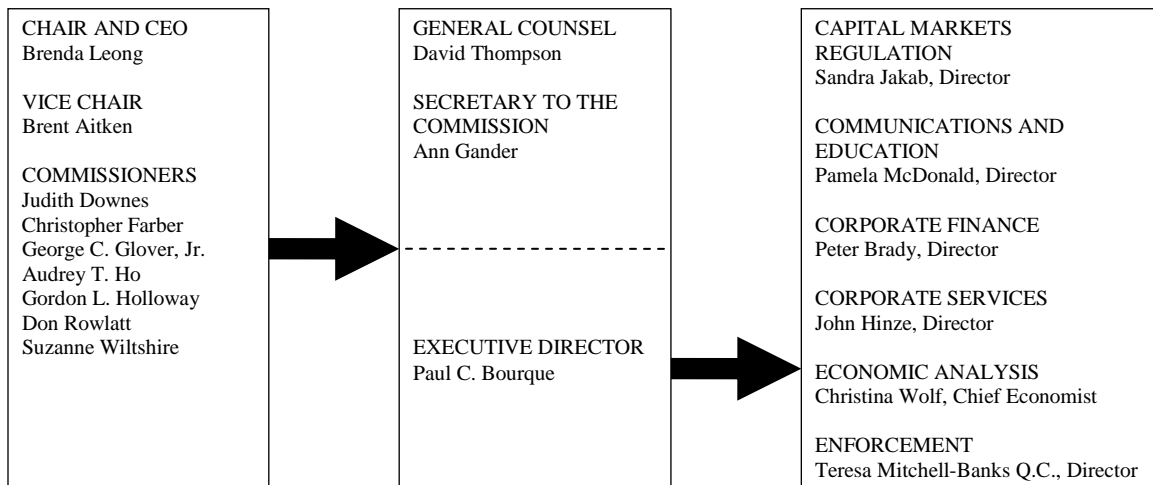 CHAIR AND CEO
Brenda Leong
VICE CHAIR
Brent Aitken
COMMISSIONERS
Judith Downes
Christopher Farber
George C. Glover, Jr.
Audrey T. Ho
Gordon L. Holloway
Don Rowlatt
Suzanne Wiltshire
GENERAL COUNSEL
David Thompson
SECRETARY TO THE
COMMISSION
Ann Gander
EXECUTIVE DIRECTOR
Paul C. Bourque
CAPITAL MARKETS
REGULATION
Sandra Jakab, Director
COMMUNICATIONS AND
EDUCATION
Pamela McDonald, Director
CORPORATE FINANCE
Peter Brady, Director
CORPORATE SERVICES
John Hinze, Director
ECONOMIC ANALYSIS
Christina Wolf, Chief Economist
ENFORCEMENT
Teresa Mitchell-Banks Q.C., Director